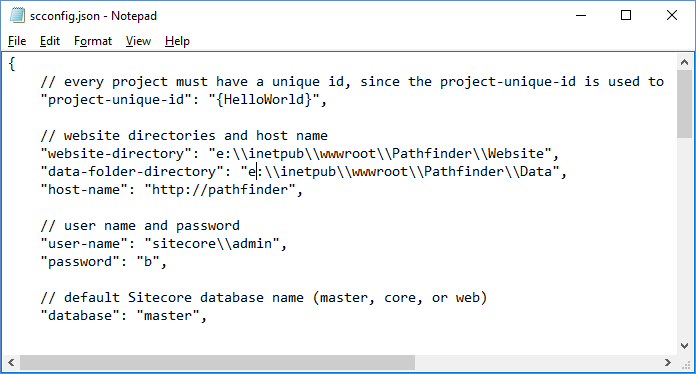 scconfig.json - Notepad
File Edit Format View Help
{
// every project must have a unique id, since the project-unique-id is used to
"project-unique-id": "{HelloWorld}",
// website directories and host name
"website-directory": "e:\\inetpub\\wwwroot\\Pathfinder\\Website",
"data-folder-directory": "e:\\inetpub\\wwwroot\\Pathfinder\\Data",
"host-name": "http://pathfinder",
// user name and password
"user-name": "sitecore\\admin",
"password": "b",
// default Sitecore database name (master, core, or web)
"database": "master",